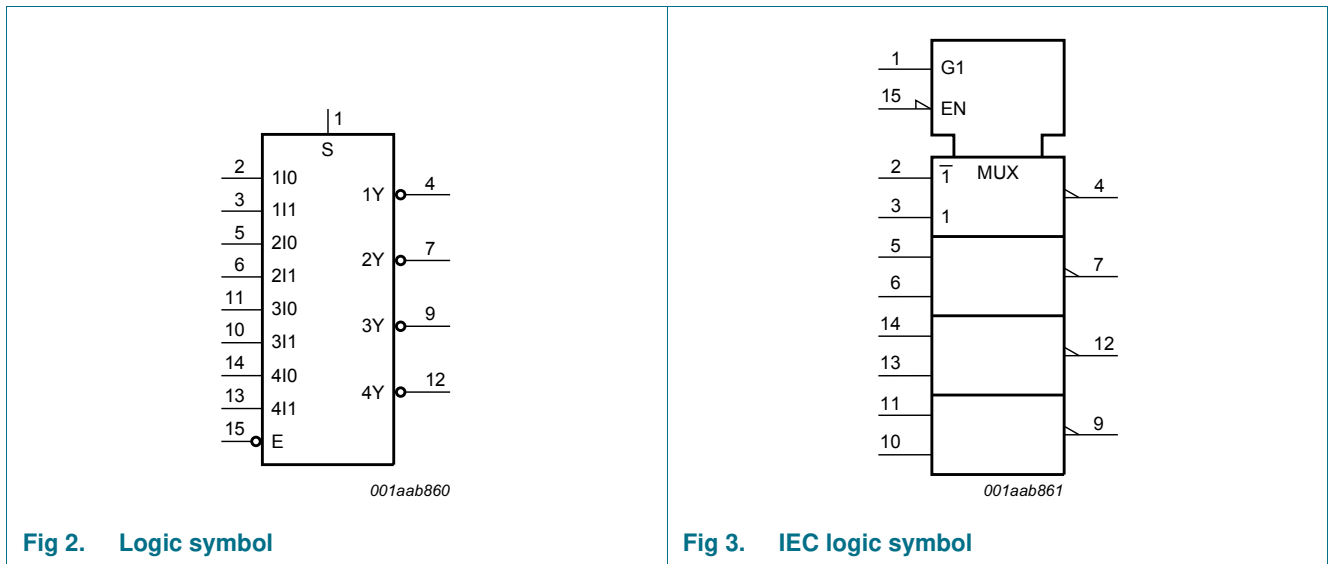 1
S
2 1I0
3 1I1
5 2I0
6 2I1
11 3I0
10 3I1
14 4I0
13 4I1
15 E
1Y 4
2Y 7
3Y 9
4Y 12
001aab860
Fig 2. Logic symbol
1 G1
15 EN
MUX
2 1̅
3 1
4
5
6
7
14
13
12
11
10
9
001aab861
Fig 3. IEC logic symbol